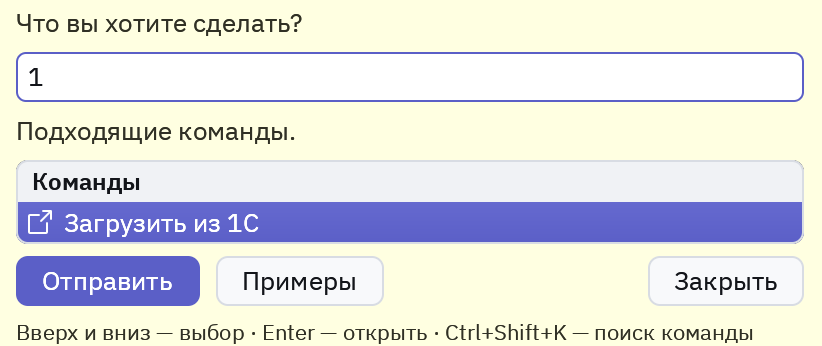 Что вы хотите сделать?
1
Подходящие команды.
Команды
Загрузить из 1С
Отправить Примеры Закрыть
Вверх и вниз — выбор · Enter — открыть · Ctrl+Shift+K — поиск команды